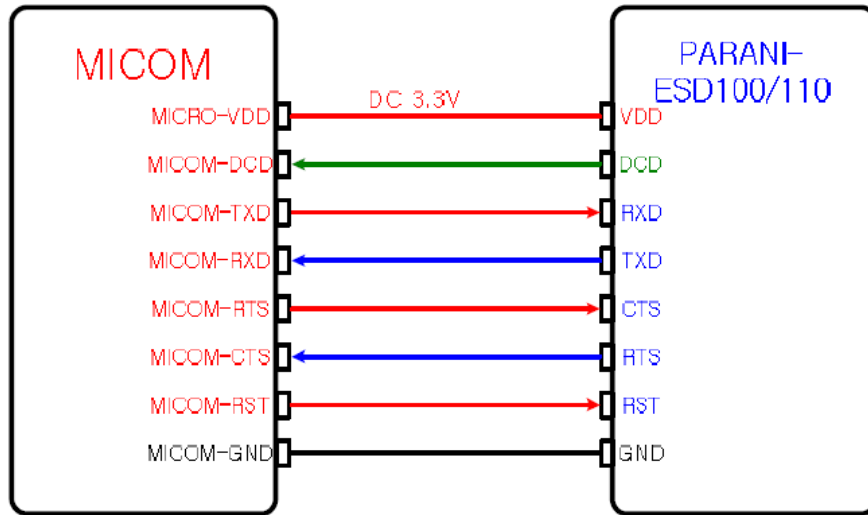 MICOM
MICRO-VDD
MICOM-DCD
MICOM-TXD
MICOM-RXD
MICOM-RTS
MICOM-CTS
MICOM-RST
MICOM-GND
DC 3.3V
PARANI-
ESD100/110
VDD
DCD
RXD
TXD
CTS
RTS
RST
GND